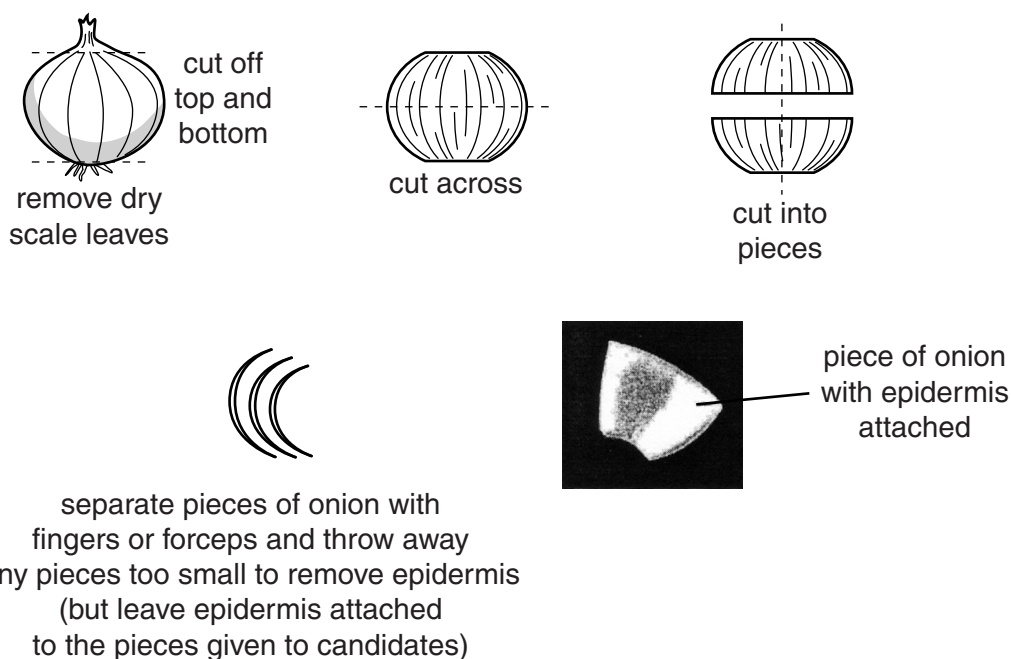 cut off
top and
bottom
remove dry
scale leaves
cut across
cut into
pieces
piece of onion
with epidermis
attached
separate pieces of onion with
fingers or forceps and throw away
ny pieces too small to remove epidermis
(but leave epidermis attached
to the pieces given to candidates)